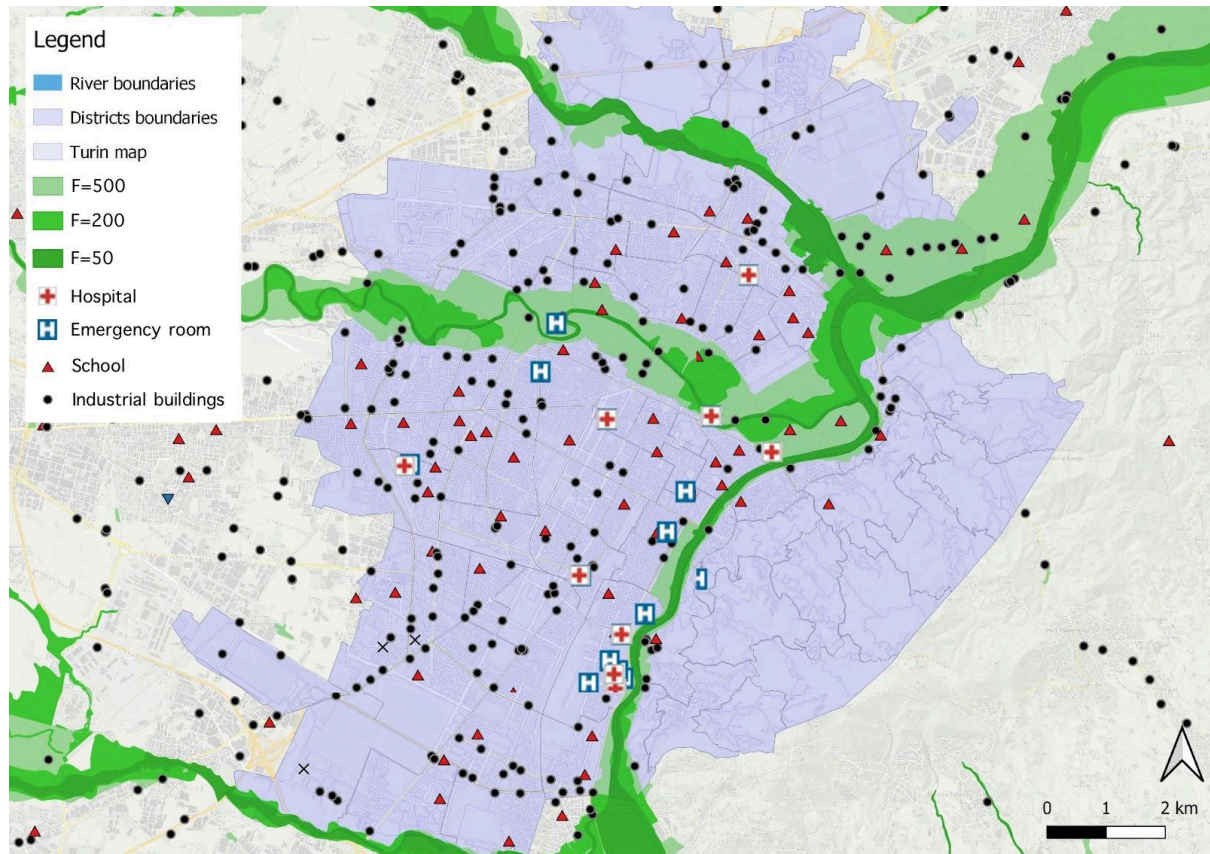 Legend
River boundaries
Districts boundaries
Turin map
F=500
F=200
F=50
Hospital
H Emergency room
School
Industrial buildings
H
H
H
H
H
H
H
H
0 1 2 km